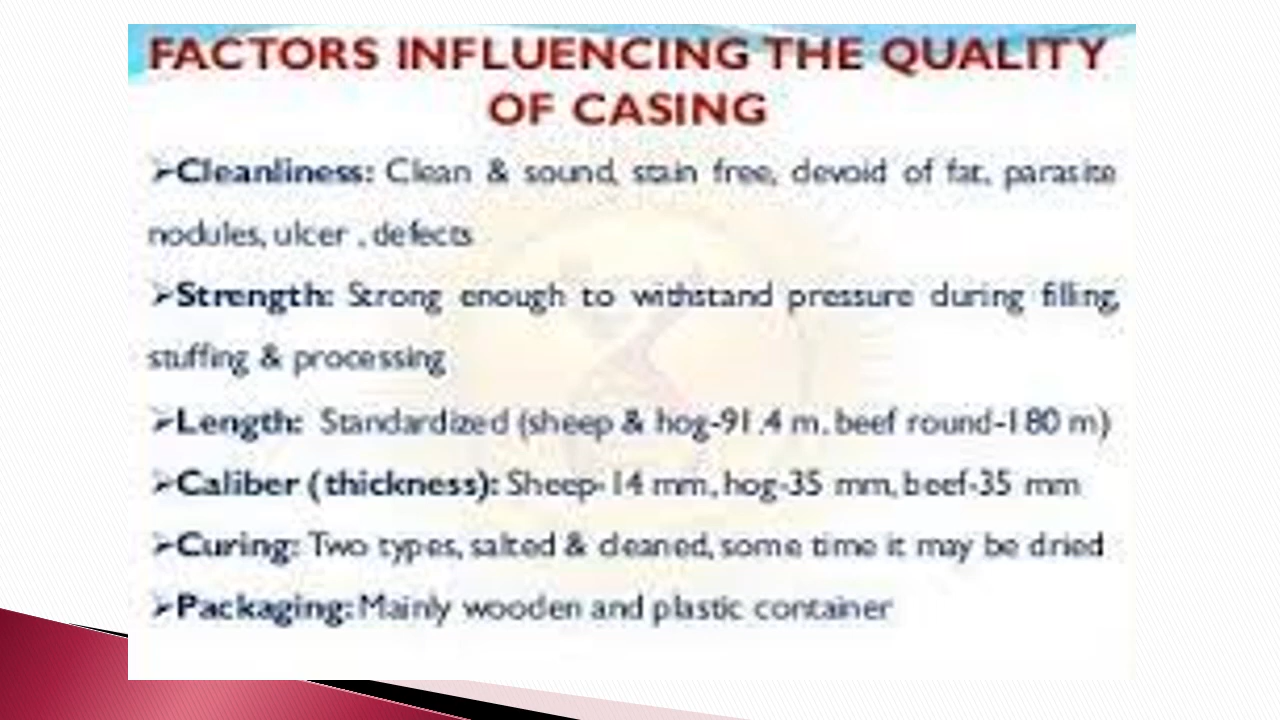 FACTORS INFLUENCING THE QUALITY
OF CASING
➢Cleanliness: Clean & sound, stain free, devoid of fat, parasite
nodules, ulcer , defects
➢Strength: Strong enough to withstand pressure during filling,
stuffing & processing
➢Length: Standardized (sheep & hog-91.4 m, beef round-180 m)
➢Caliber (thickness): Sheep-14 mm, hog-35 mm, beef-35 mm
➢Curing: Two types, salted & cleaned, some time it may be dried
➢Packaging: Mainly wooden and plastic container